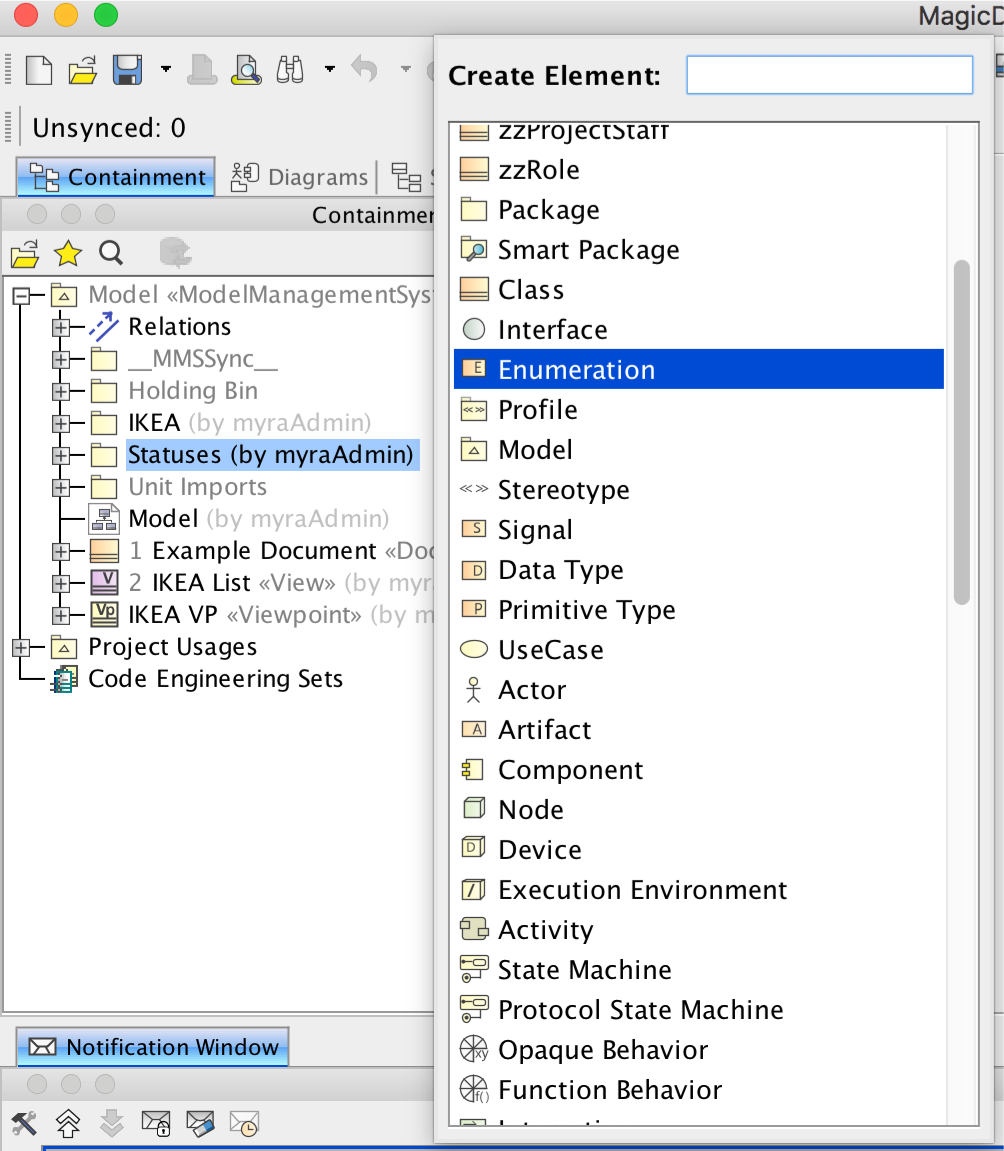 MagicD
Create Element:
Unsynced: 0
Containment
Diagrams
S
Containmer
Model «ModelManagementSys
Relations
__MMSSync__
Holding Bin
IKEA (by myraAdmin)
Statuses (by myraAdmin)
Unit Imports
Model (by myraAdmin)
1 Example Document «Doc
2 IKEA List «View» (by myr
IKEA VP «Viewpoint» (by m
Project Usages
Code Engineering Sets
Notification Window
zzProjectStaff
zzRole
Package
Smart Package
Class
Interface
Enumeration
Profile
Model
Stereotype
Signal
Data Type
Primitive Type
UseCase
Actor
Artifact
Component
Node
Device
Execution Environment
Activity
State Machine
Protocol State Machine
Opaque Behavior
Function Behavior